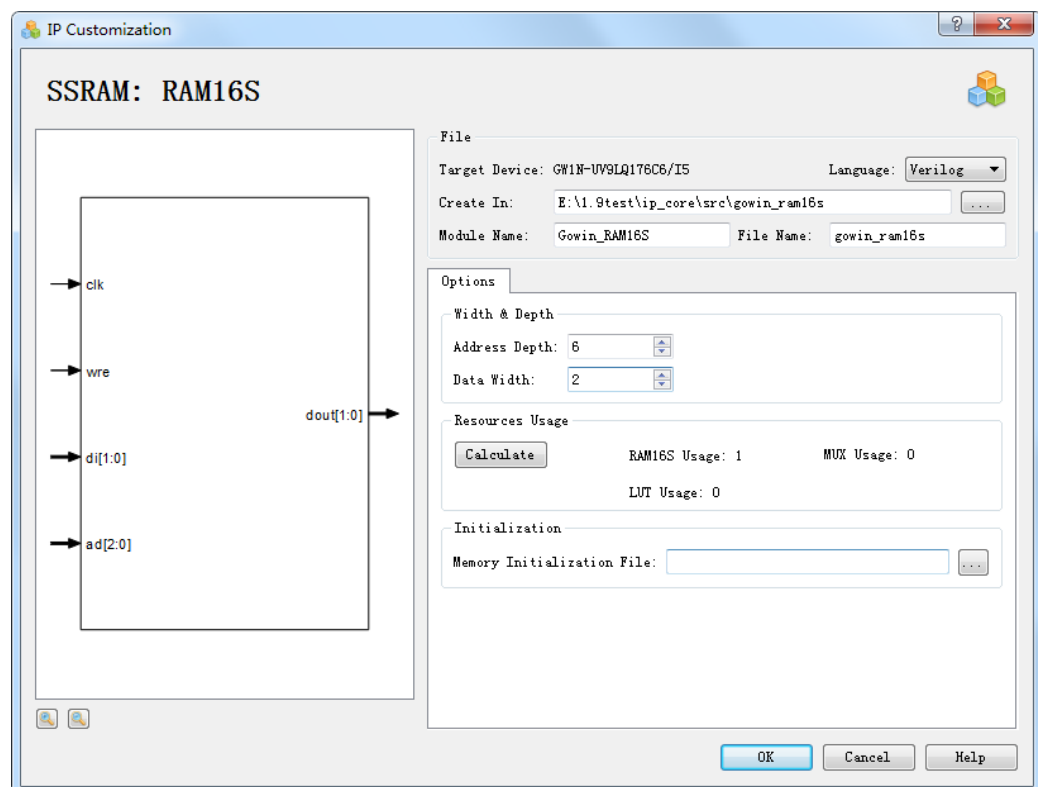 IP Customization
SSRAM: RAM16S
clk
wre
di[1:0]
ad[2:0]
dout[1:0]
File
Target Device: GW1N-UV9LQ176C6/I5 Language: Verilog
Create In: E:\1.9test\ip_core\src\gowin_ram16s ...
Module Name: Gowin_RAM16S File Name: gowin_ram16s
Options
Width & Depth
Address Depth: 6
Data Width: 2
Resources Usage
Calculate RAM16S Usage: 1 MUX Usage: 0
LUT Usage: 0
Initialization
Memory Initialization File: ...
OK Cancel Help